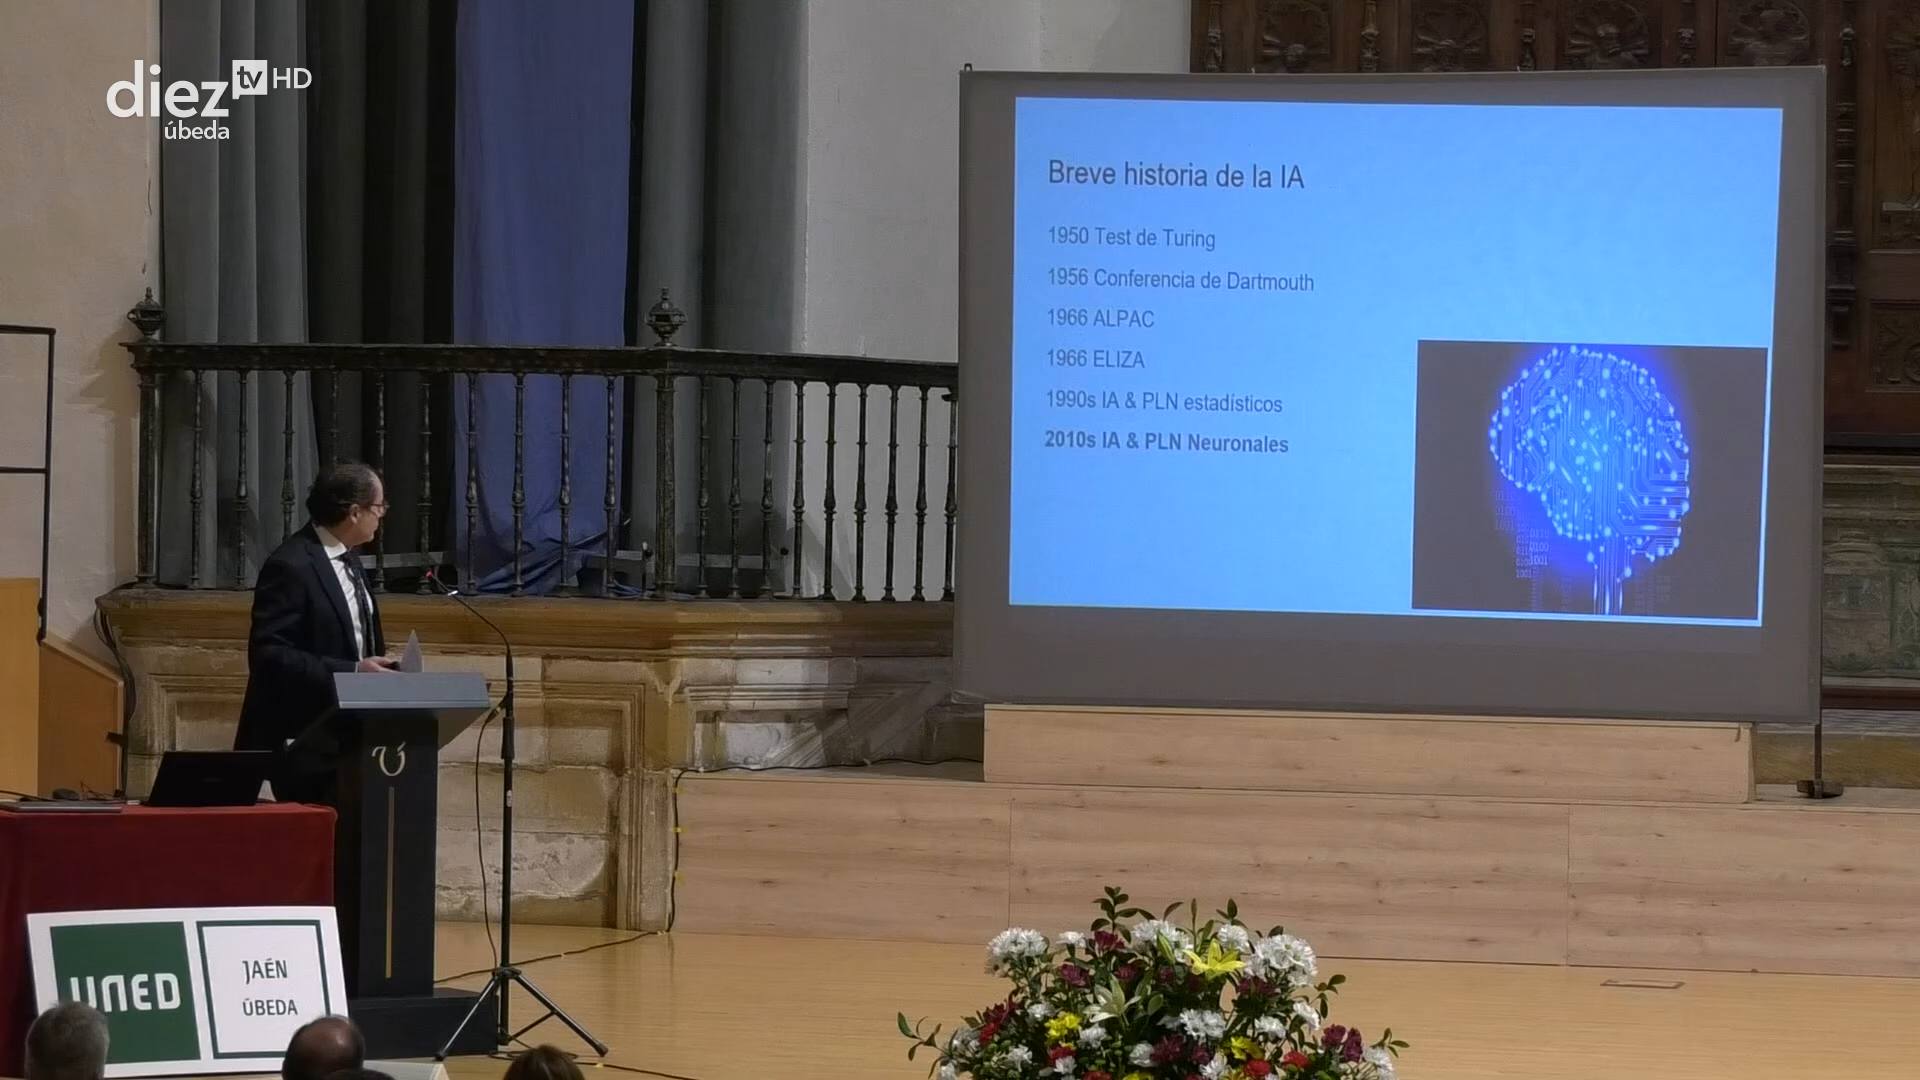 diez tv HD
úbeda
Breve historia de la IA
1950 Test de Turing
1956 Conferencia de Dartmouth
1966 ALPAC
1966 ELIZA
1990s IA & PLN estadísticos
2010s IA & PLN Neuronales
UNED
JAÉN
ÚBEDA